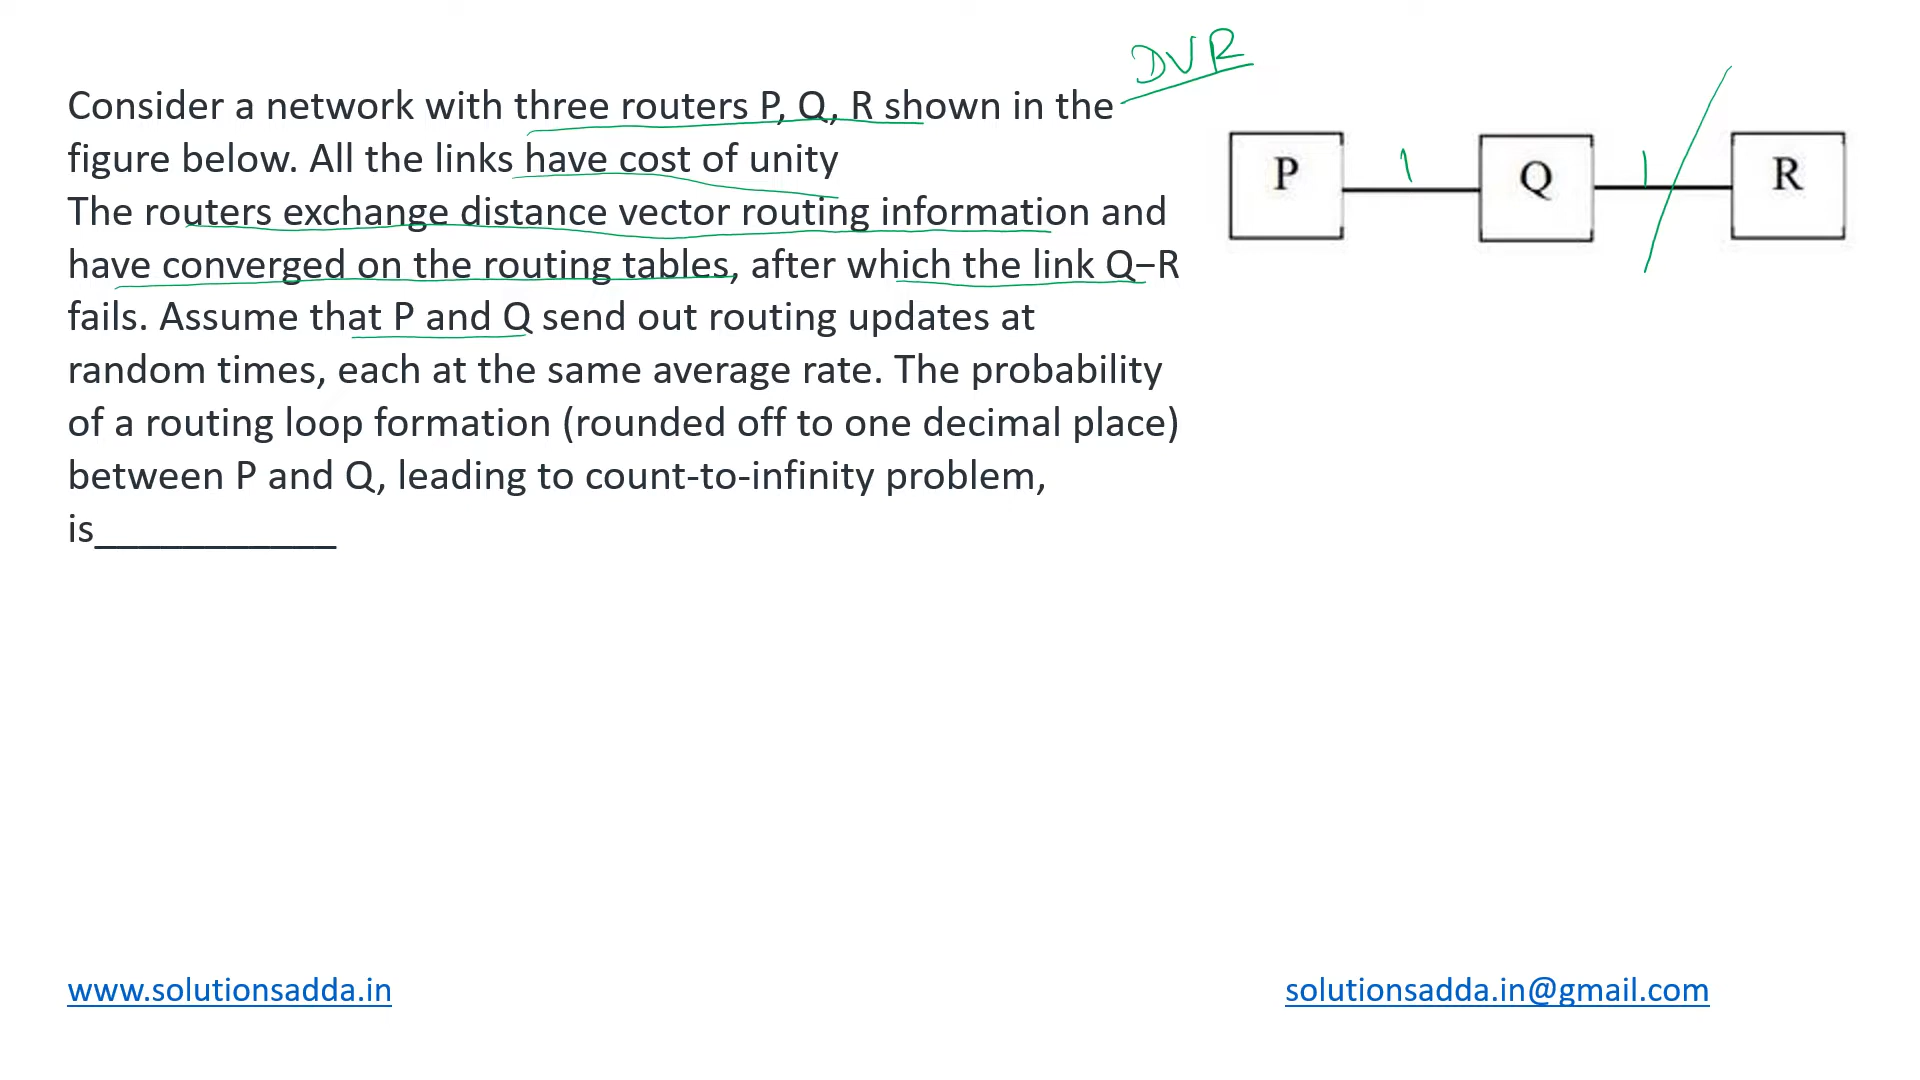 DVR
Consider a network with three routers P, Q, R shown in the
figure below. All the links have cost of unity
The routers exchange distance vector routing information and
have converged on the routing tables, after which the link Q–R
fails. Assume that P and Q send out routing updates at
random times, each at the same average rate. The probability
of a routing loop formation (rounded off to one decimal place)
between P and Q, leading to count-to-infinity problem,
is___________
P 1 Q 1 R
www.solutionsadda.in
solutionsadda.in@gmail.com